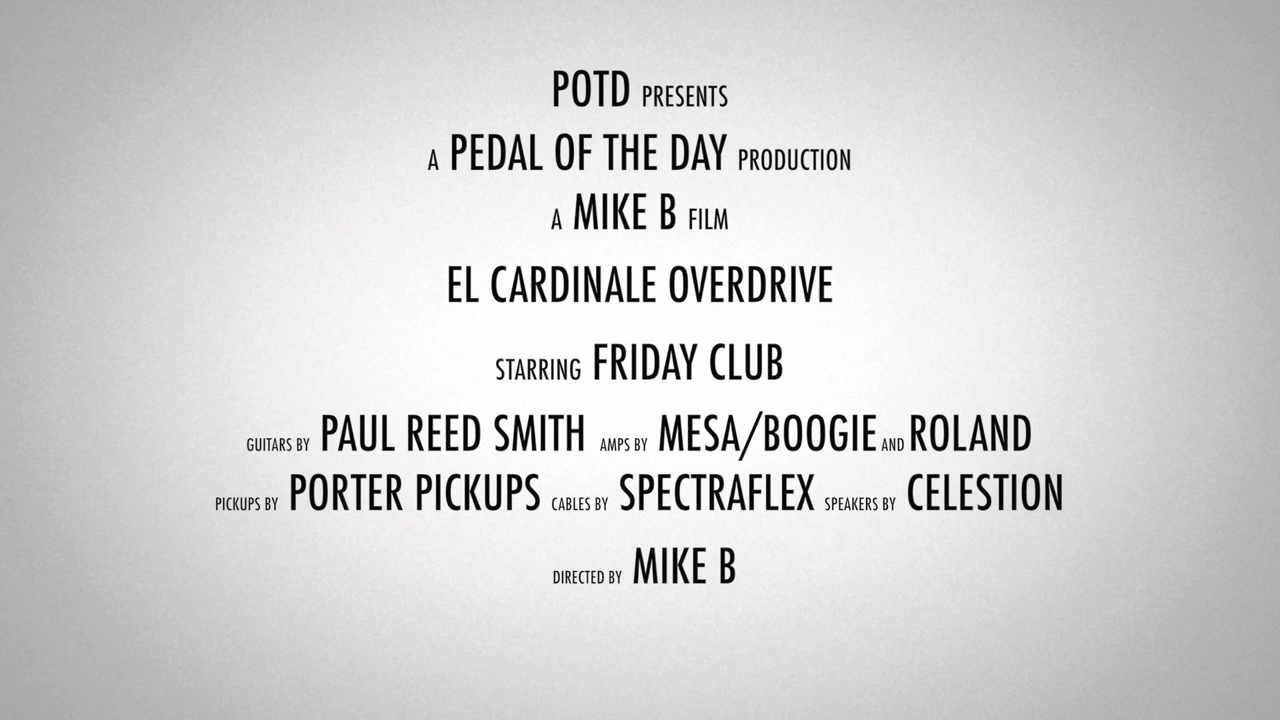 POTD PRESENTS
A PEDAL OF THE DAY PRODUCTION
A MIKE B FILM
EL CARDINALE OVERDRIVE
STARRING FRIDAY CLUB
GUITARS BY PAUL REED SMITH AMPS BY MESA/BOOGIE AND ROLAND
PICKUPS BY PORTER PICKUPS CABLES BY SPECTRAFLEX SPEAKERS BY CELESTION
DIRECTED BY MIKE B